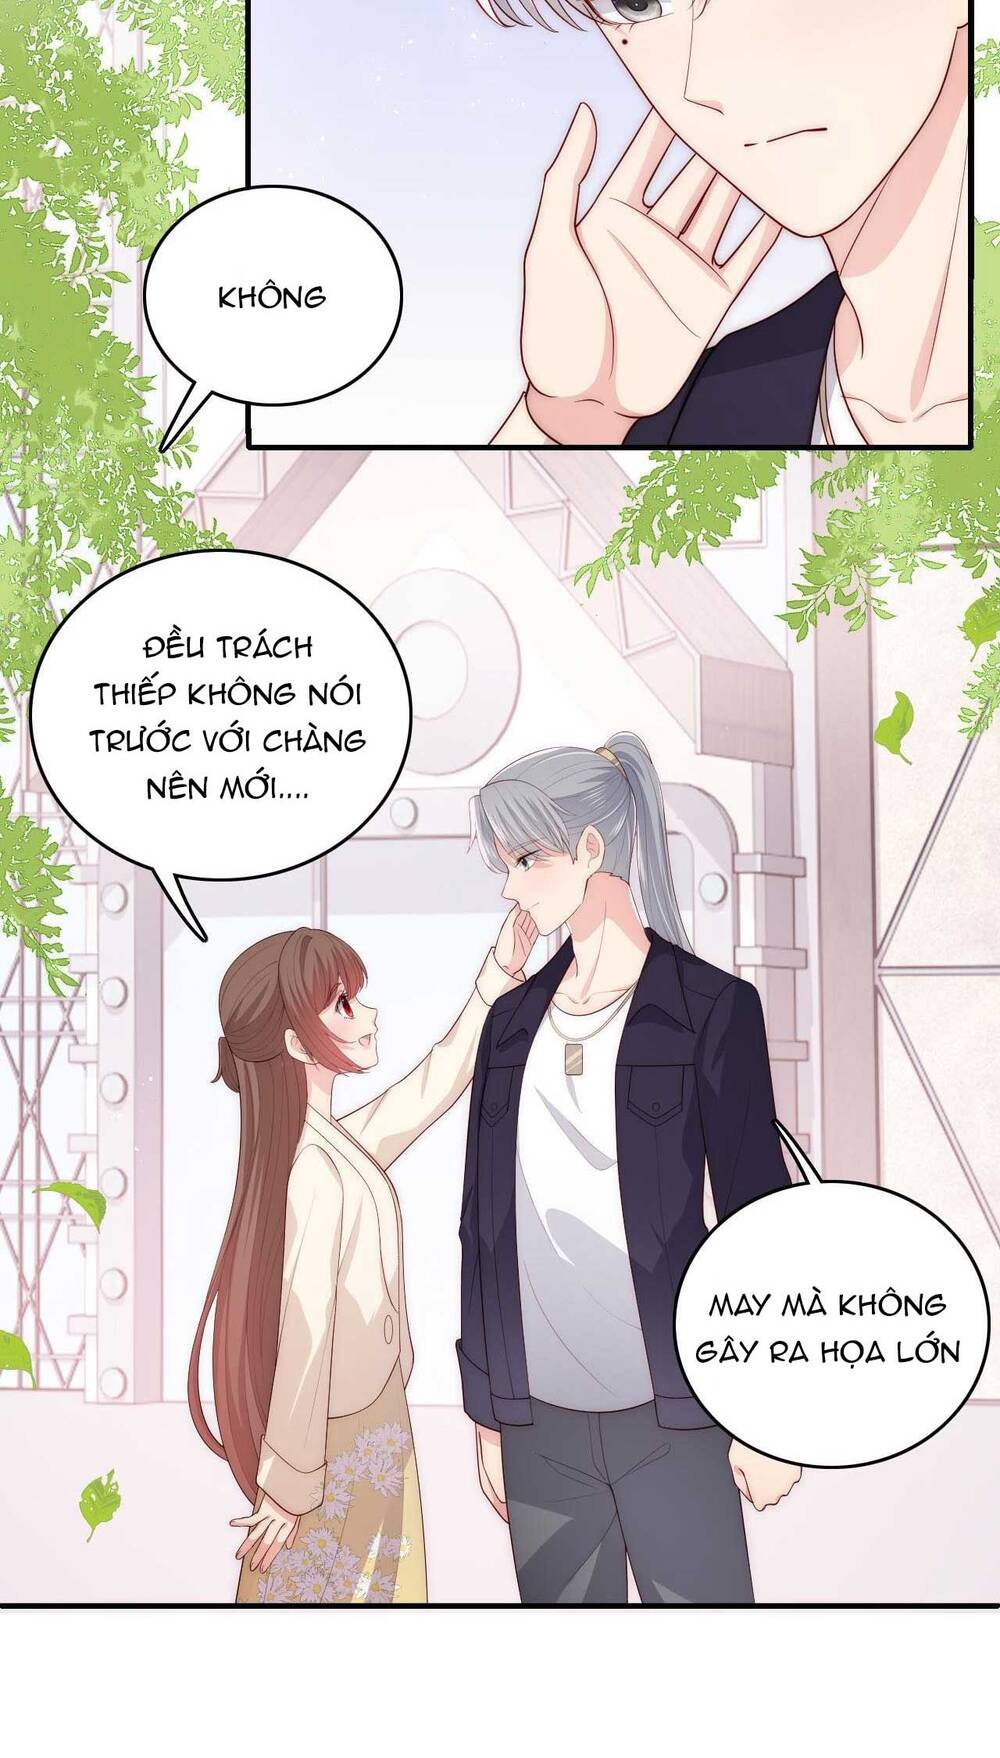 KHÔNG
ĐỀU TRÁCH
THIẾP KHÔNG NÓI
TRƯỚC VỚI CHÀNG
NÊN MỚI....
MAY MÀ KHÔNG
GÂY RA HỌA LỚN